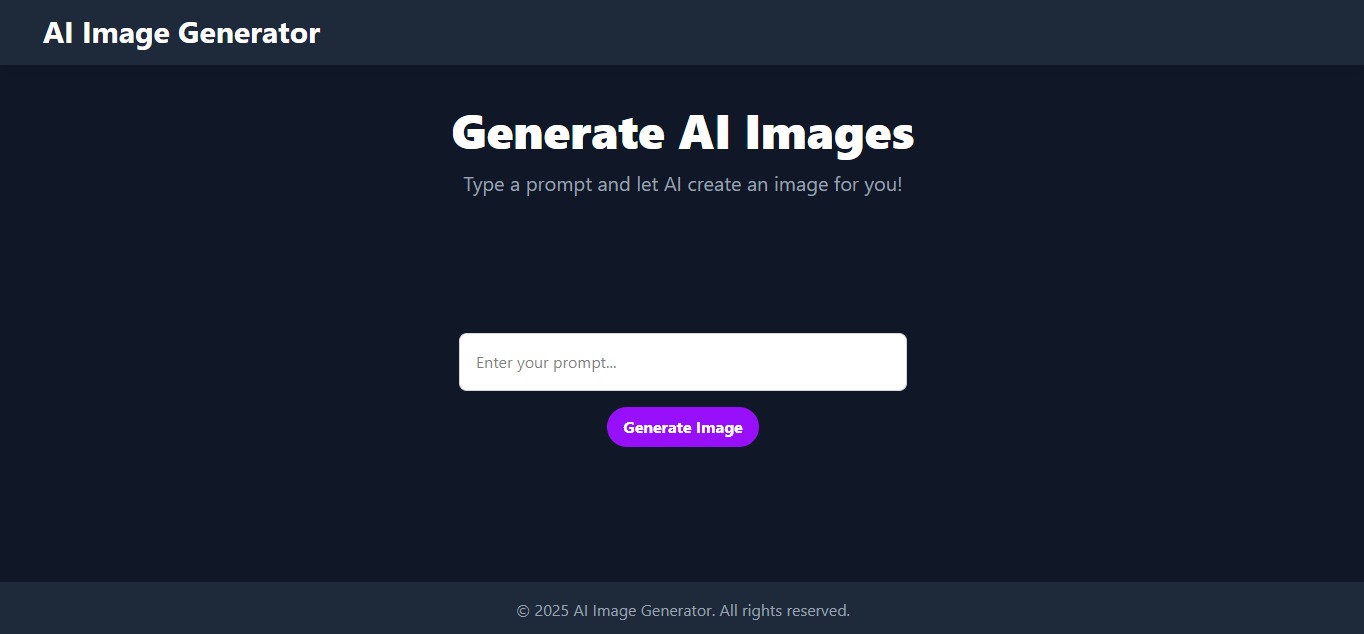 AI Image Generator
Generate AI Images
Type a prompt and let AI create an image for you!
Enter your prompt...
Generate Image
© 2025 AI Image Generator. All rights reserved.